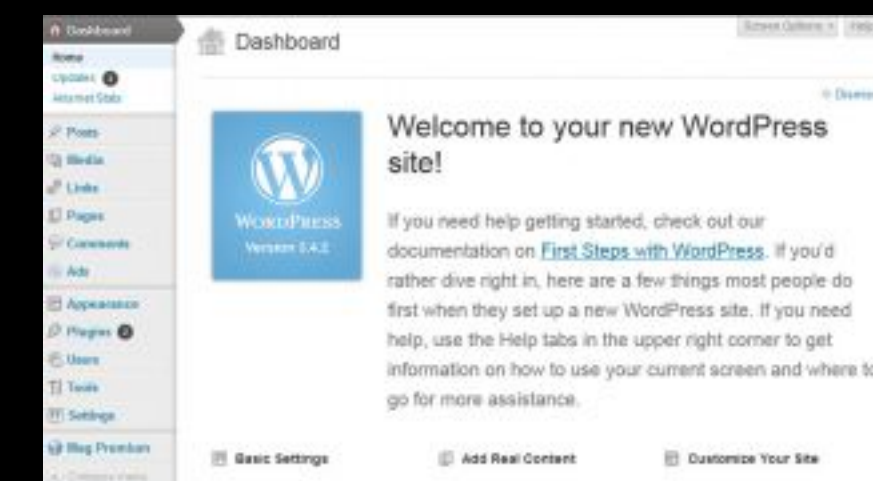 Dashboard
Home
Updates
Posts
Media
Links
Pages
Comments
Ads
Appearance
Plugins
Users
Tools
Settings
Dashboard
Screen Options
Help
Welcome to your new WordPress
site!
WORDPRESS
Version 3.4.2
If you need help getting started, check out our
documentation on First Steps with WordPress. If you'd
rather dive right in, here are a few things most people do
first when they set up a new WordPress site. If you need
help, use the Help tabs in the upper right corner to get
information on how to use your current screen and where to
go for more assistance.
Basic Settings
Add Real Content
Customize Your Site